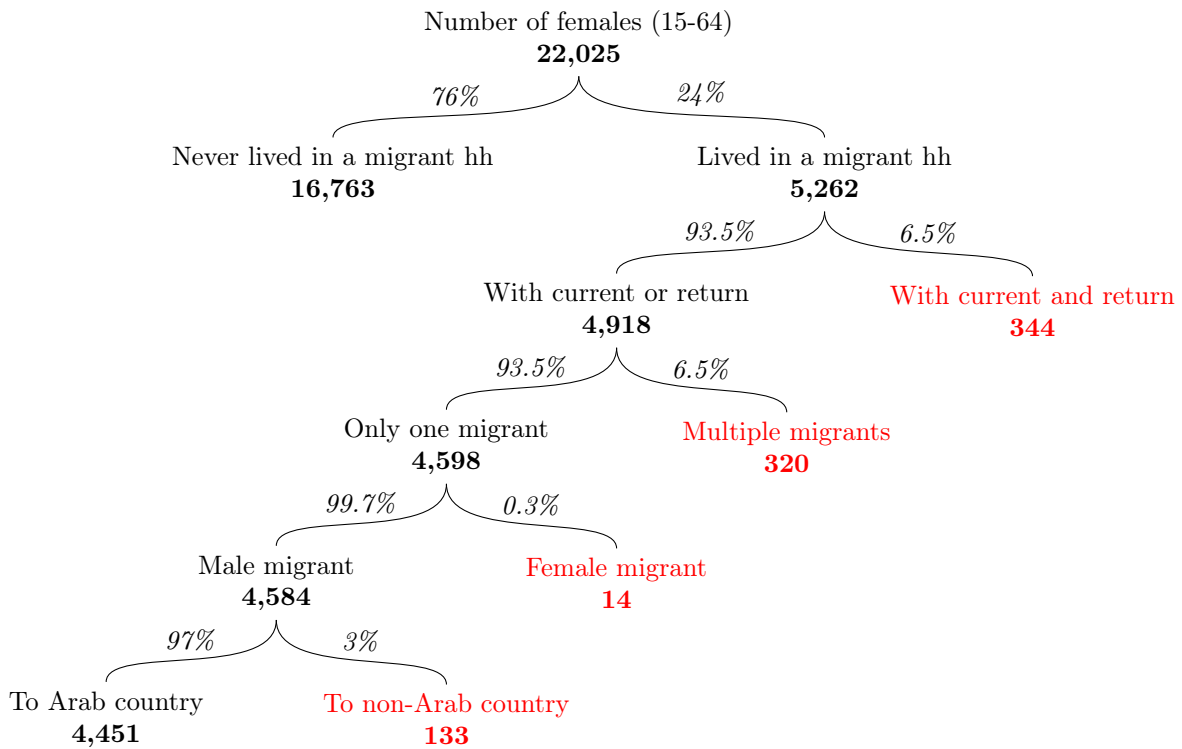 Number of females (15-64)
22,025
76%
24%
Never lived in a migrant hh
16,763
Lived in a migrant hh
5,262
93.5%
6.5%
With current or return
4,918
With current and return
344
93.5%
6.5%
Only one migrant
4,598
Multiple migrants
320
99.7%
0.3%
Male migrant
4,584
Female migrant
14
97%
3%
To Arab country
4,451
To non-Arab country
133